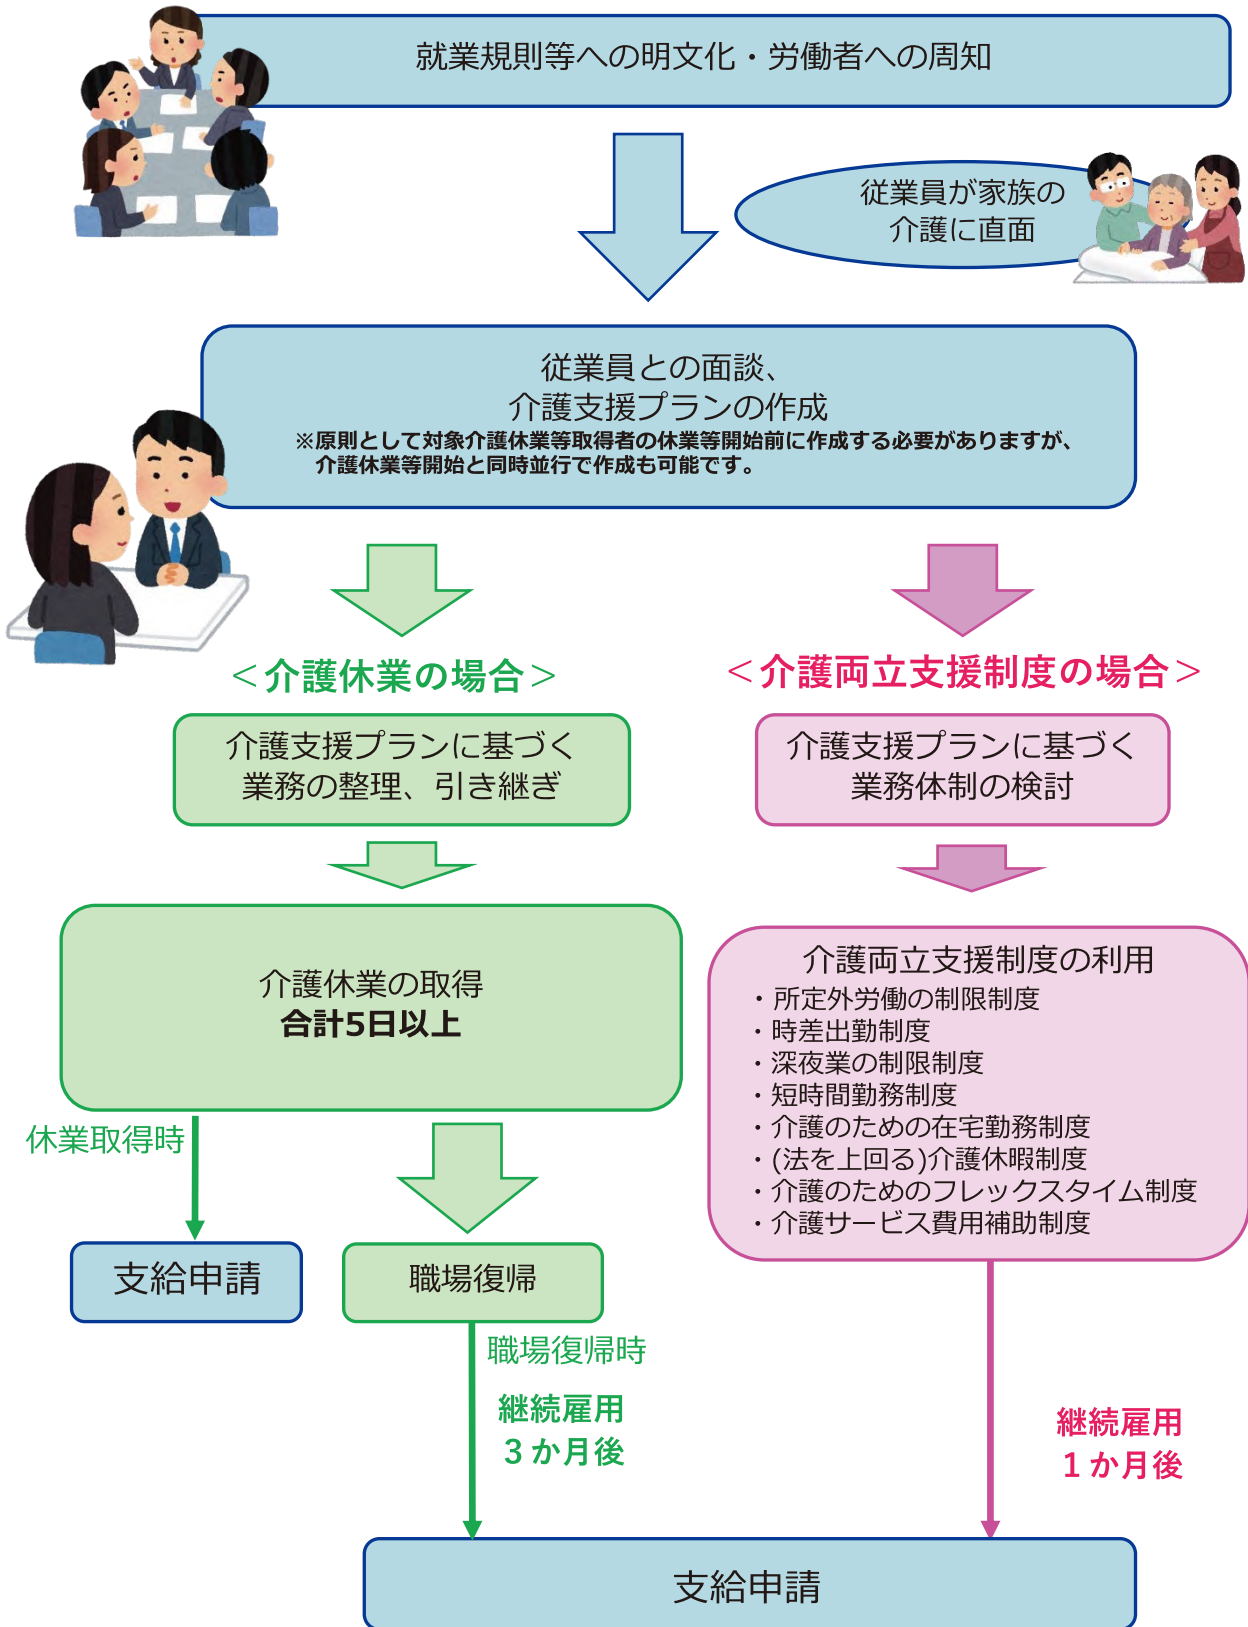 就業規則等への明文化・労働者への周知
従業員が家族の
介護に直面
従業員との面談、
介護支援プランの作成
※原則として対象介護休業等取得者の休業等開始前に作成する必要がありますが、
介護休業等開始と同時並行で作成も可能です。
＜介護休業の場合＞
介護支援プランに基づく
業務の整理、引き継ぎ
介護休業の取得
合計5日以上
休業取得時
支給申請
職場復帰
職場復帰時
継続雇用
３か月後
＜介護両立支援制度の場合＞
介護支援プランに基づく
業務体制の検討
介護両立支援制度の利用
・所定外労働の制限制度
・時差出勤制度
・深夜業の制限制度
・短時間勤務制度
・介護のための在宅勤務制度
・(法を上回る)介護休暇制度
・介護のためのフレックスタイム制度
・介護サービス費用補助制度
継続雇用
１か月後
支給申請